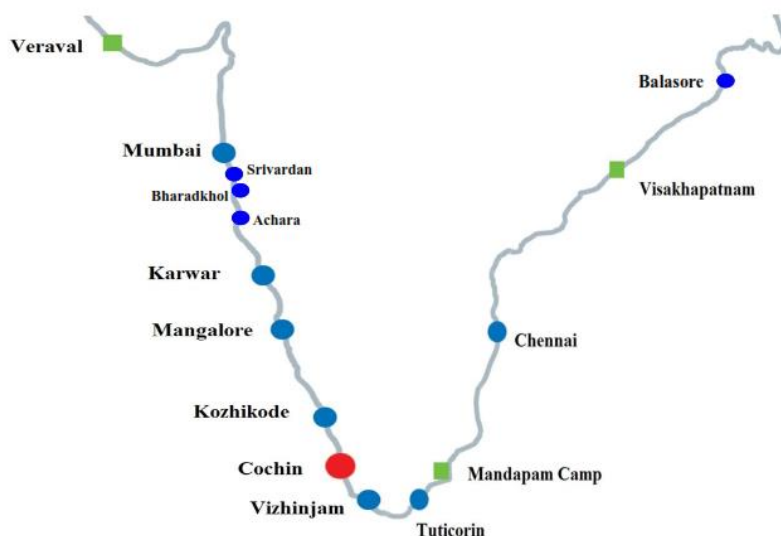 Veraval
Balasore
Mumbai
Srivardan
Visakhapatnam
Bharadkhol
Achara
Karwar
Mangalore
Chennai
Kozhikode
Cochin
Mandapam Camp
Vizhinjam
Tuticorin